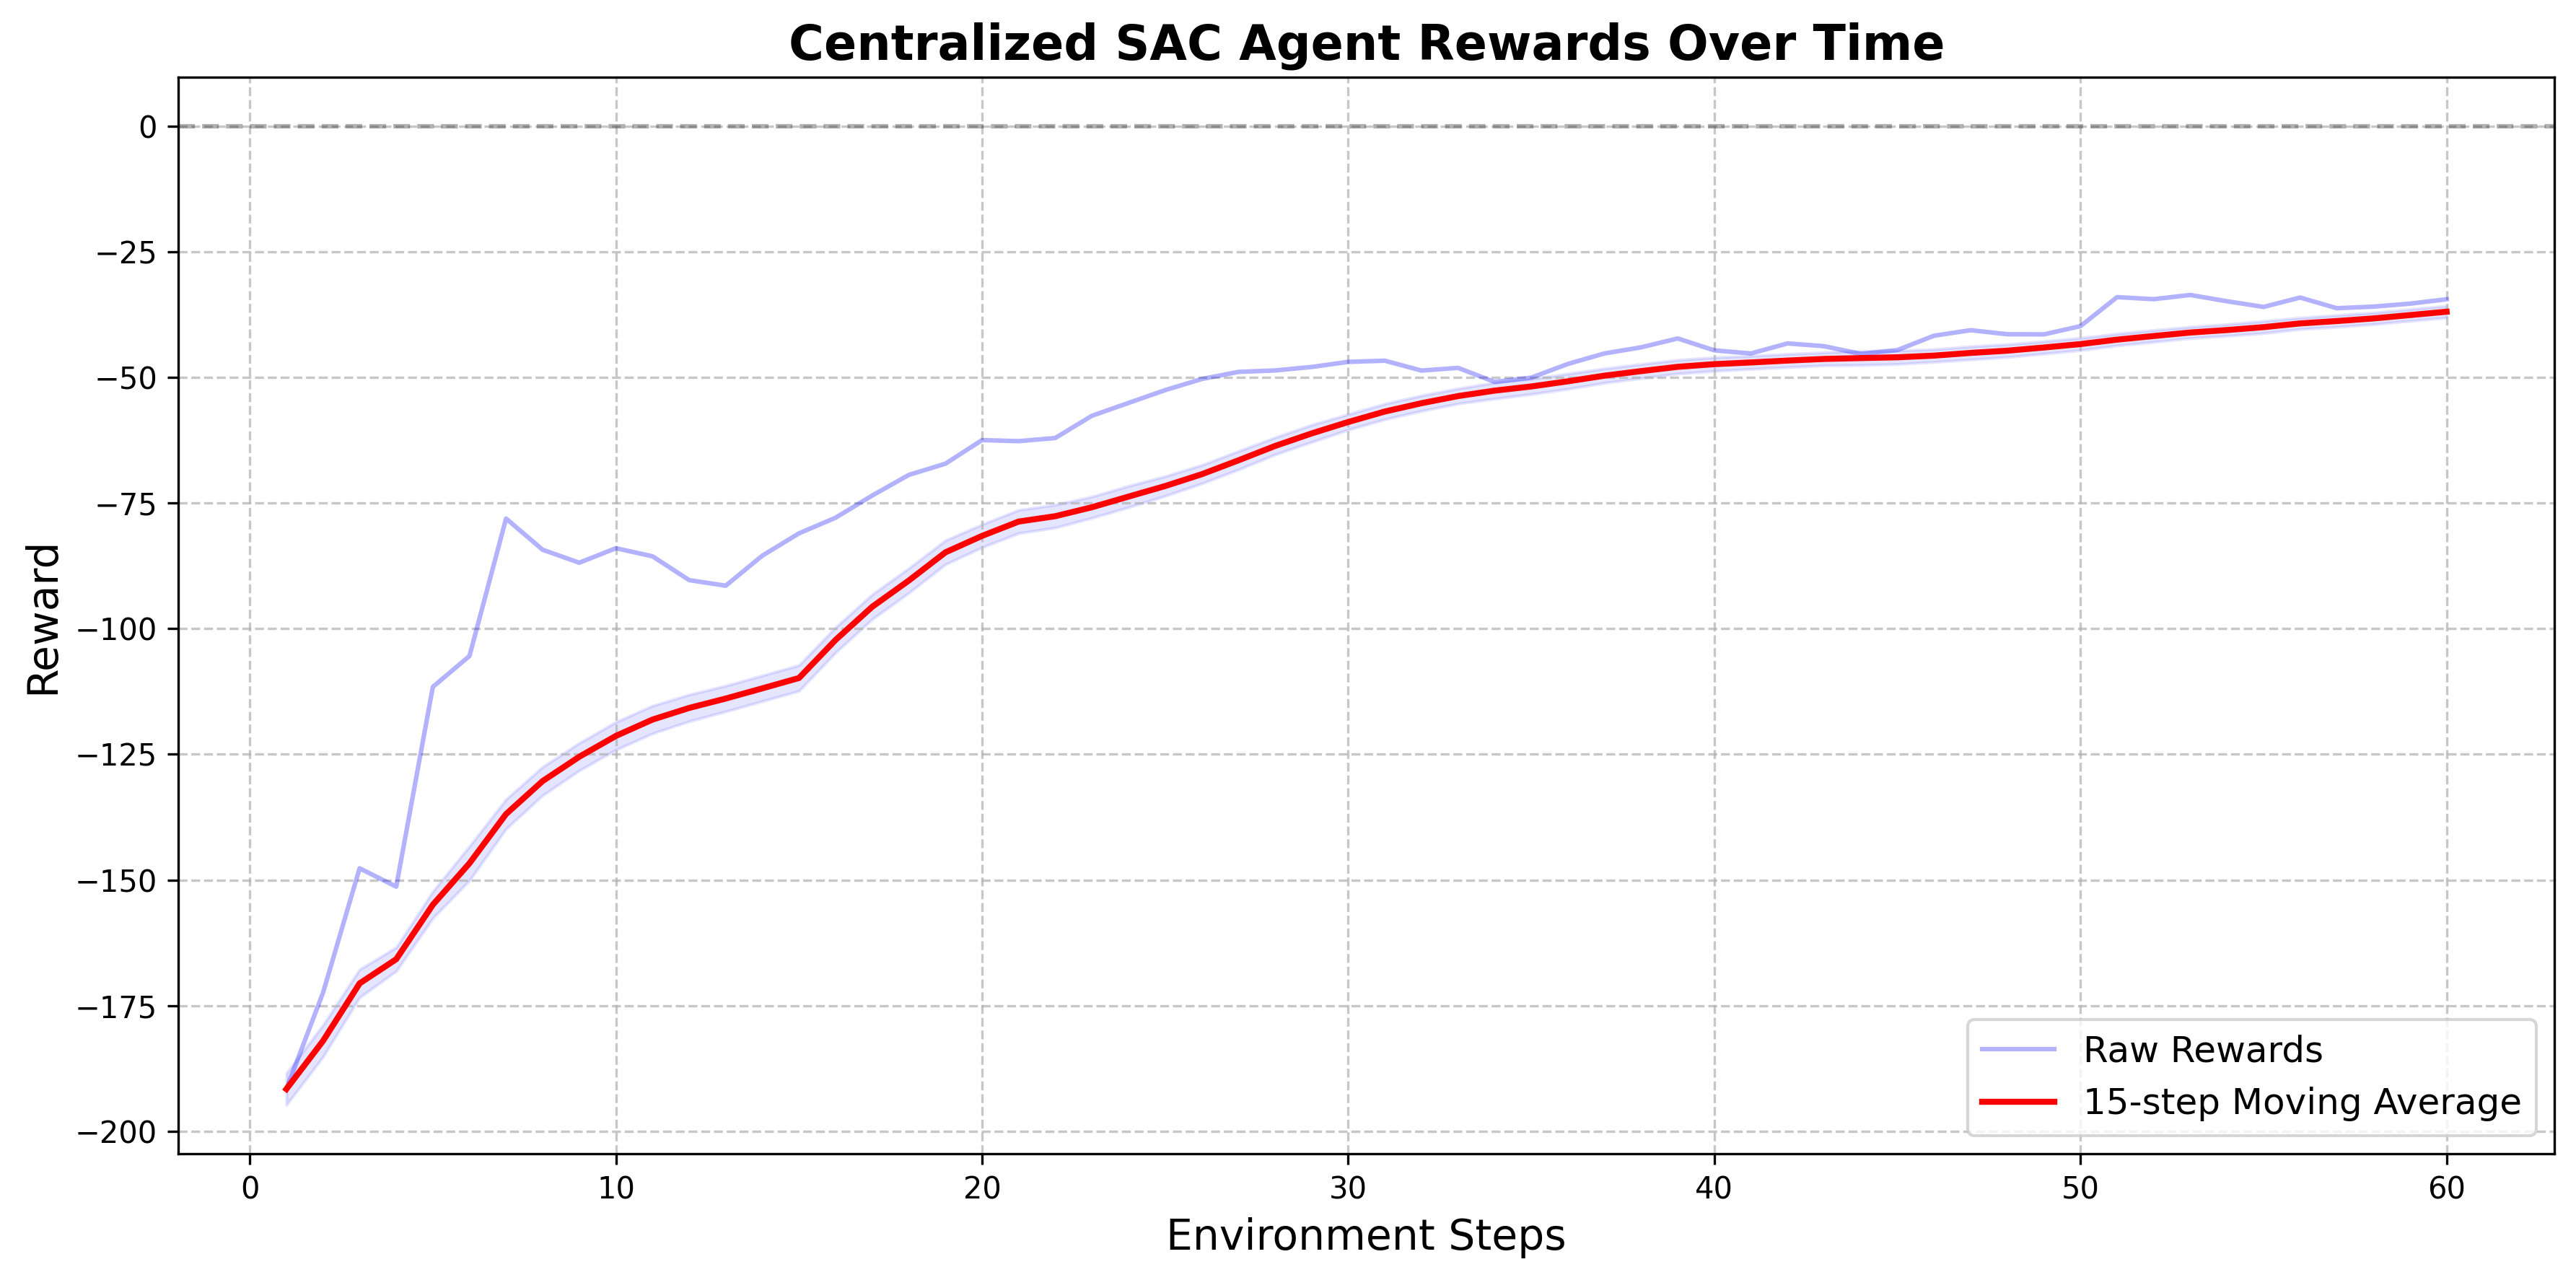 Centralized SAC Agent Rewards Over Time
Reward
0
−25
−50
−75
−100
−125
−150
−175
−200
0 10 20 30 40 50 60
Environment Steps
Raw Rewards
15-step Moving Average